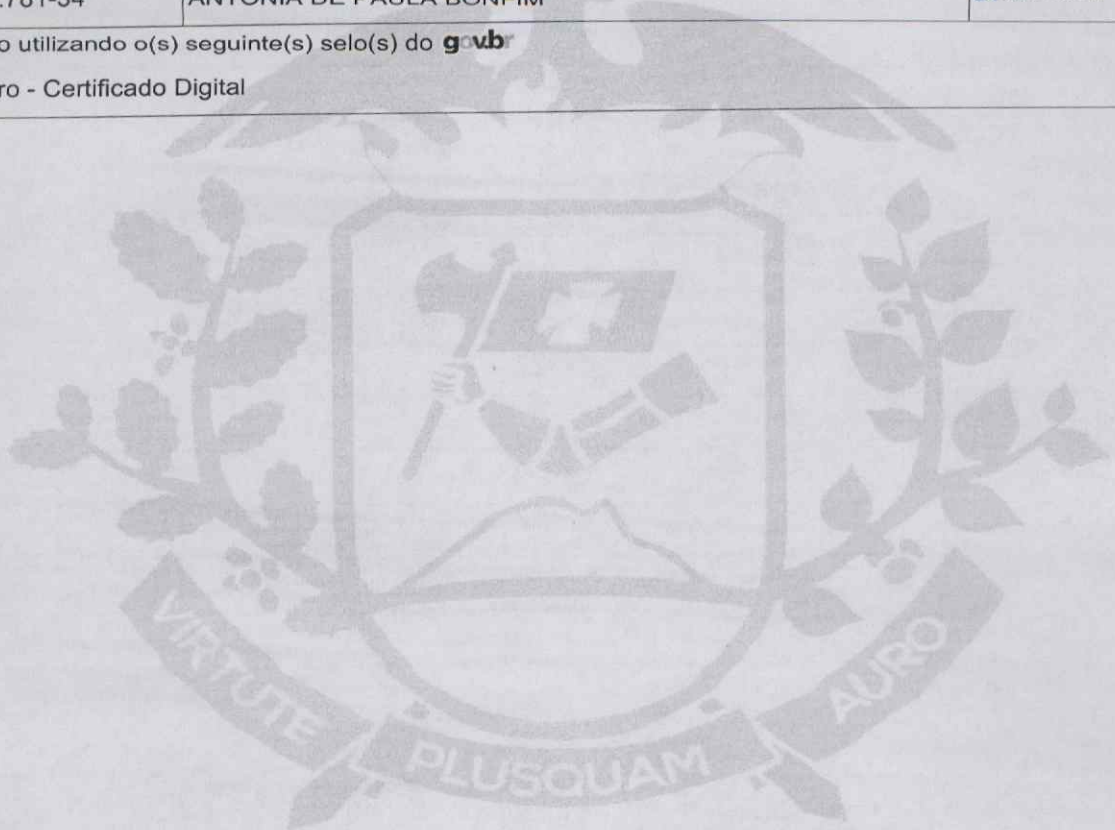 ANTONIA DE PAULA BONFIM
o utilizando o(s) seguinte(s) selo(s) do gov.br
ro - Certificado Digital
VIRTUTE PLUSQUAM AURO